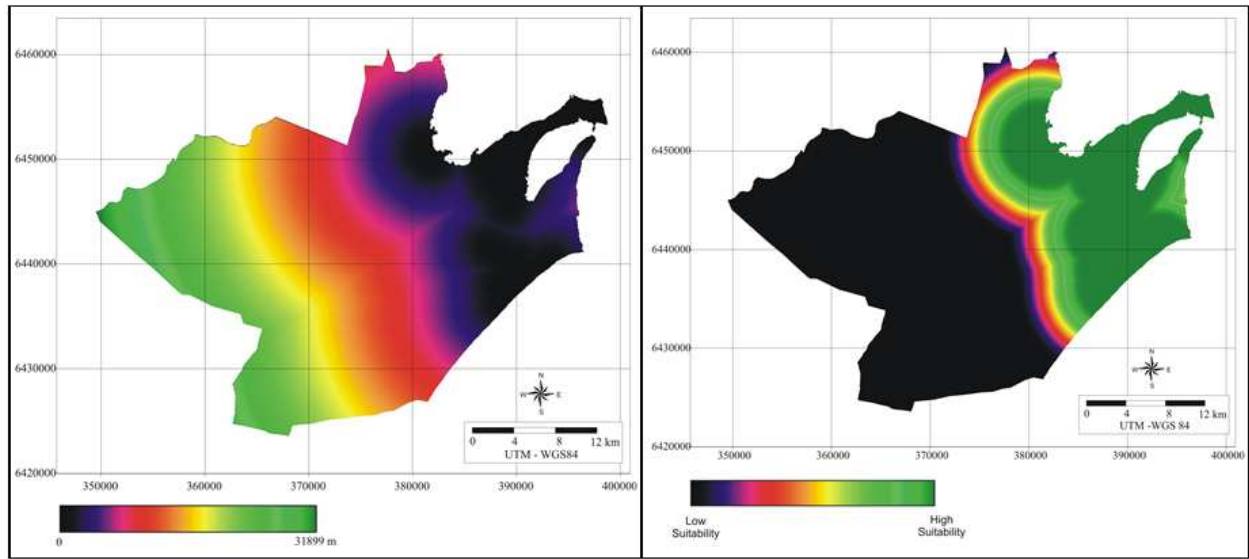 6460000
6450000
6440000
6430000
6420000
N
W E
S
0 4 8 12 km
UTM - WGS84
350000 360000 370000 380000 390000 400000
0 31899 m
6460000
6450000
6440000
6430000
6420000
N
W E
S
0 4 8 12 km
UTM -WGS 84
350000 360000 370000 380000 390000 400000
Low
Suitability
High
Suitability